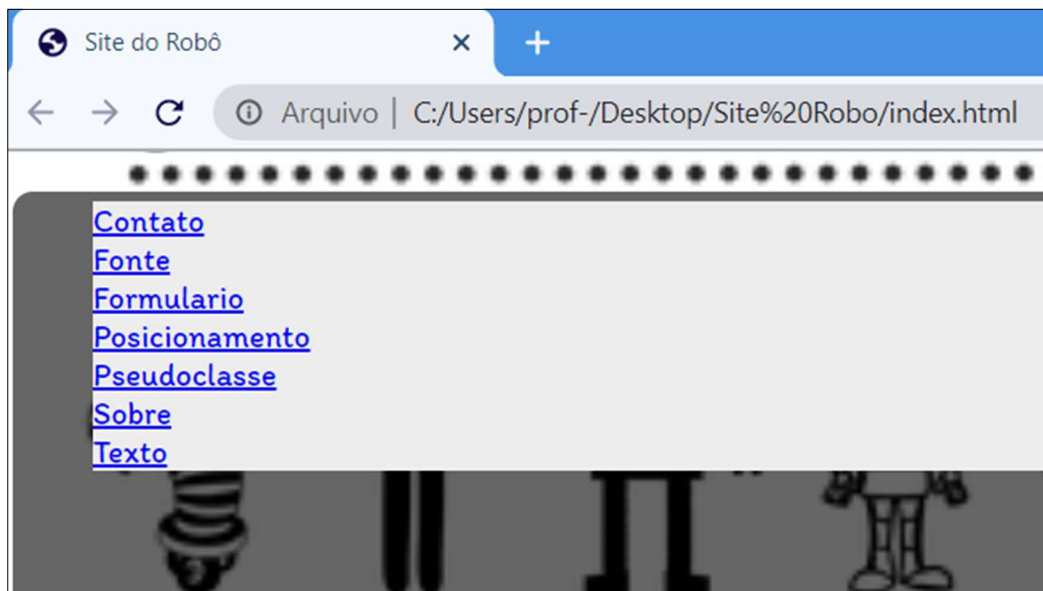 Site do Robô
Arquivo | C:/Users/prof-/Desktop/Site%20Robo/index.html
Contato
Fonte
Formulario
Posicionamento
Pseudoclasse
Sobre
Texto